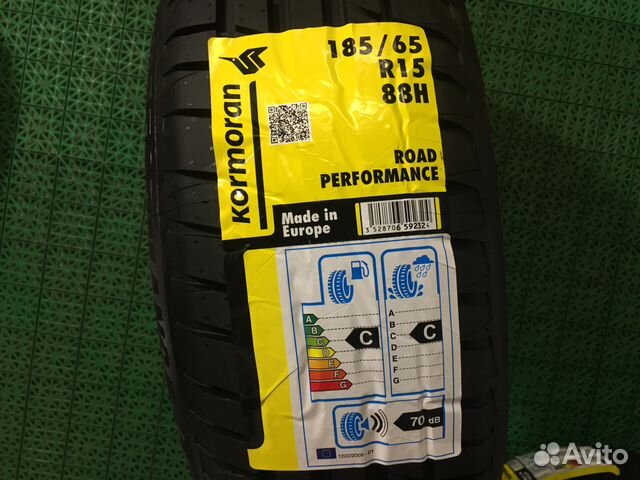 kormoran
185/65
R15
88H
ROAD
PERFORMANCE
Made in
Europe
3 528706 592324
A
B
C
D
E
F
G
C
A
B
C
D
E
F
G
C
70 dB
1222/2009 - C1
Avito